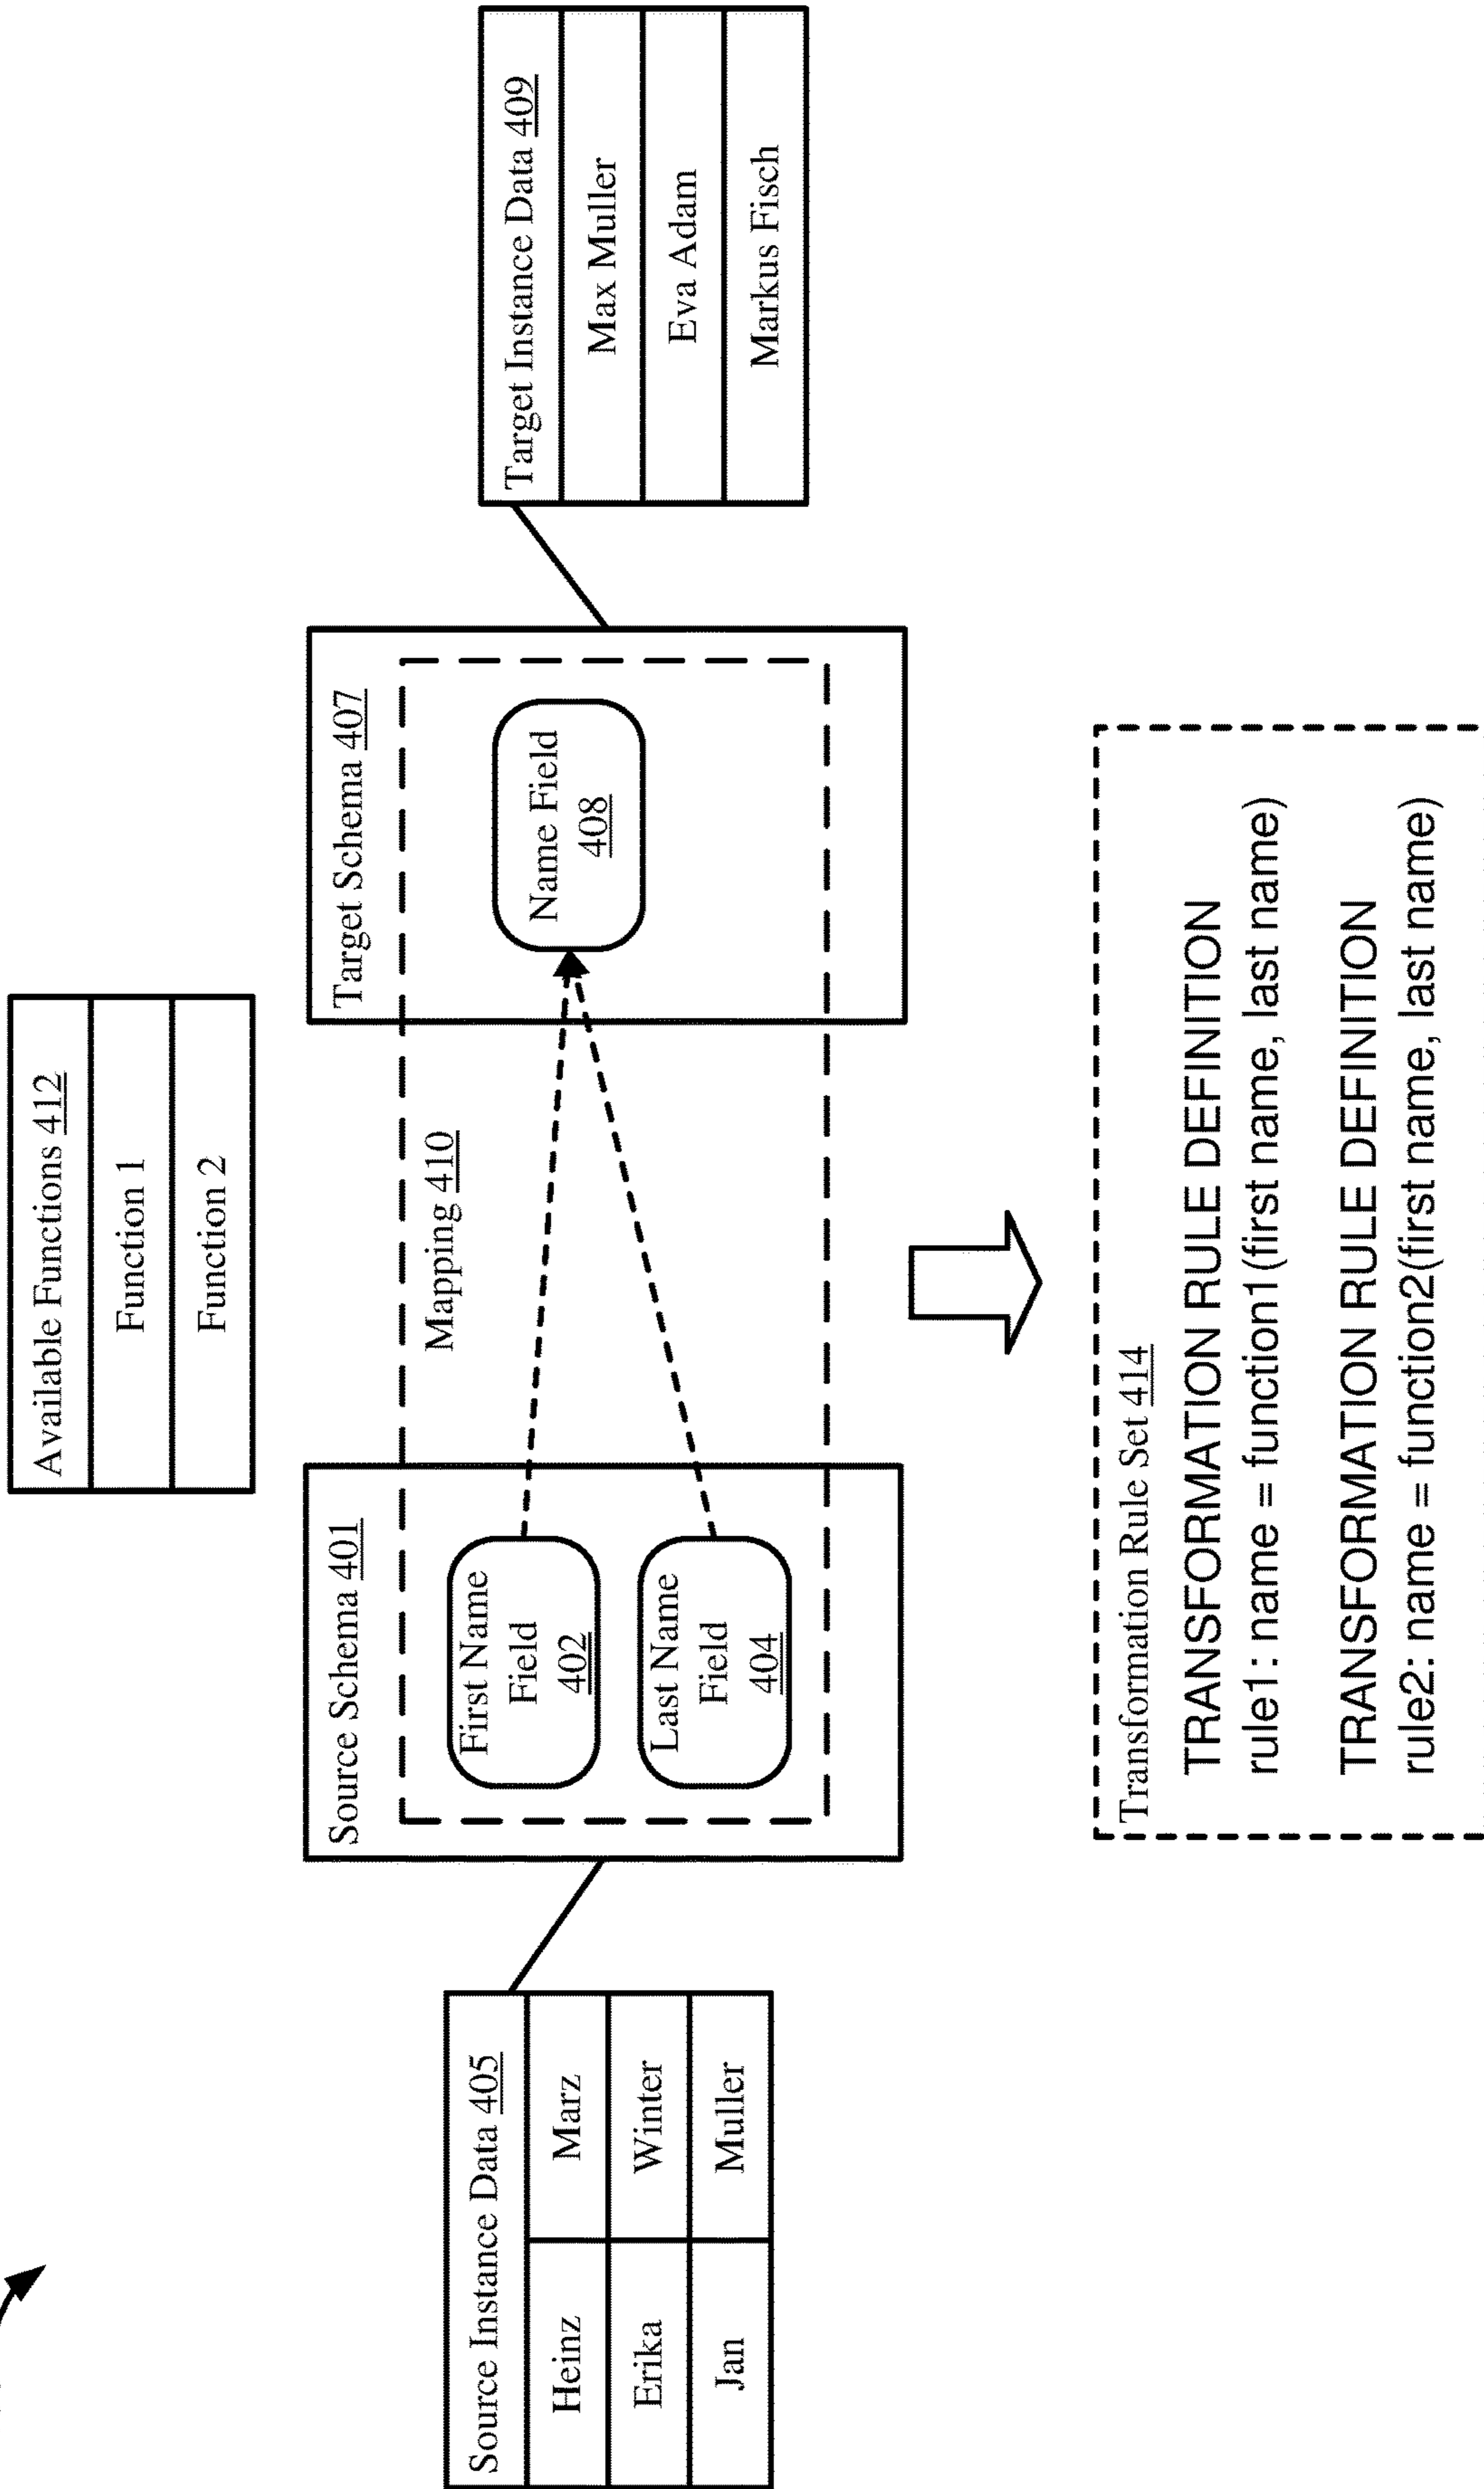 Available Functions 412
Function 1
Function 2
Source Instance Data 405
Heinz Marz
Erika Winter
Jan Muller
Source Schema 401
First Name
Field
402
Last Name
Field
404
Mapping 410
Target Schema 407
Name Field
408
Target Instance Data 409
Max Muller
Eva Adam
Markus Fisch
Transformation Rule Set 414
TRANSFORMATION RULE DEFINITION
rule1: name = function1(first name, last name)
TRANSFORMATION RULE DEFINITION
rule2: name = function2(first name, last name)